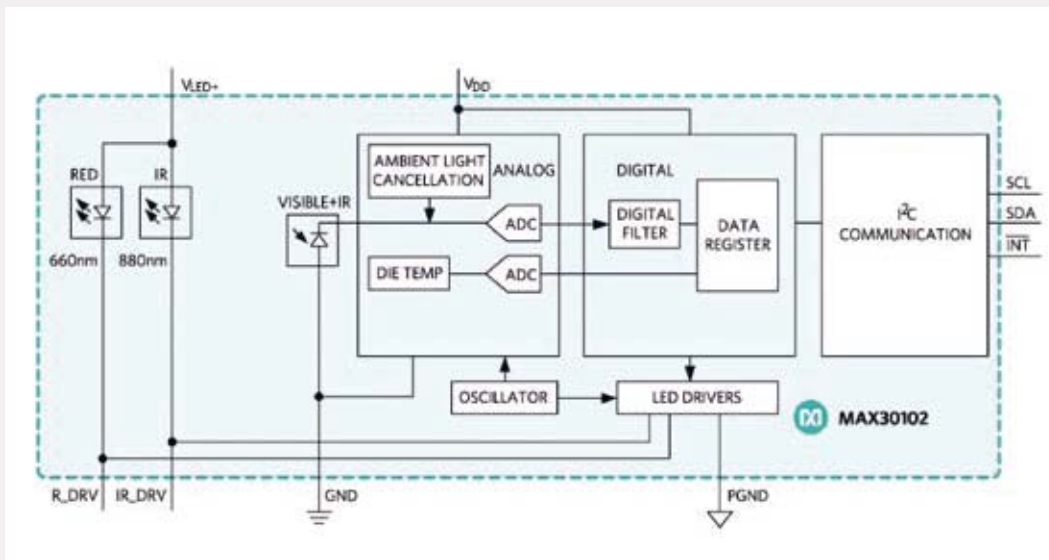 VLED+
VDD
RED
IR
660nm
880nm
VISIBLE+IR
AMBIENT LIGHT
CANCELLATION
ANALOG
ADC
DIE TEMP
ADC
DIGITAL
DIGITAL
FILTER
DATA
REGISTER
I²C
COMMUNICATION
SCL
SDA
INT
OSCILLATOR
LED DRIVERS
MAX30102
R_DRV
IR_DRV
GND
PGND